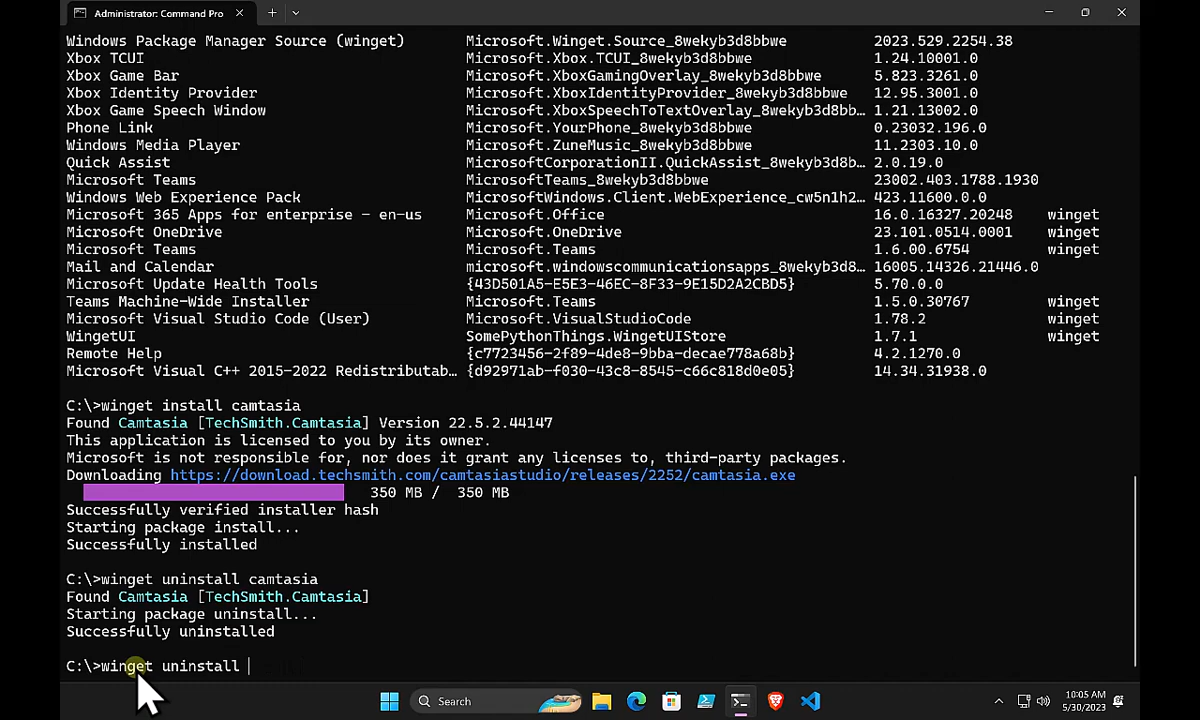 Administrator: Command Pro
Windows Package Manager Source (winget) Microsoft.Winget.Source_8wekyb3d8bbwe 2023.529.2254.38
Xbox TCUI Microsoft.Xbox.TCUI_8wekyb3d8bbwe 1.24.10001.0
Xbox Game Bar Microsoft.XboxGamingOverlay_8wekyb3d8bbwe 5.823.3261.0
Xbox Identity Provider Microsoft.XboxIdentityProvider_8wekyb3d8bbwe 12.95.3001.0
Xbox Game Speech Window Microsoft.XboxSpeechToTextOverlay_8wekyb3d8bb… 1.21.13002.0
Phone Link Microsoft.YourPhone_8wekyb3d8bbwe 0.23032.196.0
Windows Media Player Microsoft.ZuneMusic_8wekyb3d8bbwe 11.2303.10.0
Quick Assist MicrosoftCorporationII.QuickAssist_8wekyb3d8b… 2.0.19.0
Microsoft Teams MicrosoftTeams_8wekyb3d8bbwe 23002.403.1788.1930
Windows Web Experience Pack MicrosoftWindows.Client.WebExperience_cw5n1h2… 423.11600.0.0
Microsoft 365 Apps for enterprise - en-us Microsoft.Office 16.0.16327.20248 winget
Microsoft OneDrive Microsoft.OneDrive 23.101.0514.0001 winget
Microsoft Teams Microsoft.Teams 1.6.00.6754 winget
Mail and Calendar microsoft.windowscommunicationsapps_8wekyb3d8… 16005.14326.21446.0
Microsoft Update Health Tools {43D501A5-E5E3-46EC-8F33-9E15D2A2CBD5} 5.70.0.0
Teams Machine-Wide Installer Microsoft.Teams 1.5.0.30767 winget
Microsoft Visual Studio Code (User) Microsoft.VisualStudioCode 1.78.2 winget
WingetUI SomePythonThings.WingetUIStore 1.7.1 winget
Remote Help {c7723456-2f89-4de8-9bba-decae778a68b} 4.2.1270.0
Microsoft Visual C++ 2015-2022 Redistributab… {d92971ab-f030-43c8-8545-c66c818d0e05} 14.34.31938.0
C:\>winget install camtasia
Found Camtasia [TechSmith.Camtasia] Version 22.5.2.44147
This application is licensed to you by its owner.
Microsoft is not responsible for, nor does it grant any licenses to, third-party packages.
Downloading https://download.techsmith.com/camtasiastudio/releases/2252/camtasia.exe
350 MB / 350 MB
Successfully verified installer hash
Starting package install...
Successfully installed
C:\>winget uninstall camtasia
Found Camtasia [TechSmith.Camtasia]
Starting package uninstall...
Successfully uninstalled
C:\>winget uninstall
Search
10:05 AM
5/30/2023